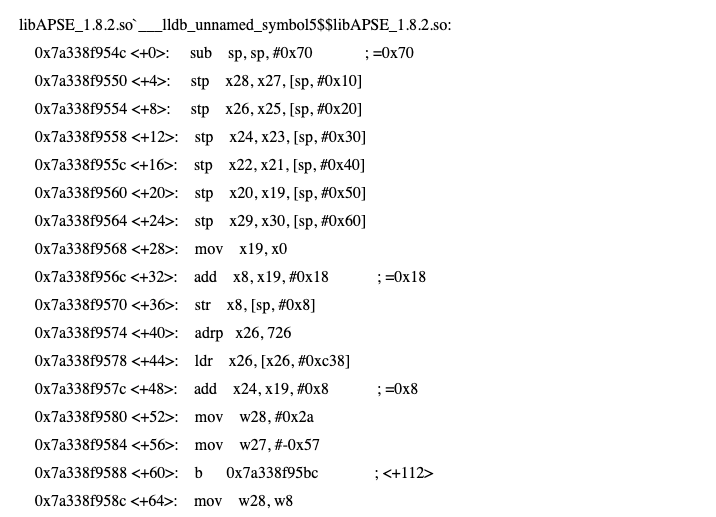 libAPSE_1.8.2.so`___lldb_unnamed_symbol5$$libAPSE_1.8.2.so:
0x7a338f954c <+0>: sub sp, sp, #0x70 ; =0x70
0x7a338f9550 <+4>: stp x28, x27, [sp, #0x10]
0x7a338f9554 <+8>: stp x26, x25, [sp, #0x20]
0x7a338f9558 <+12>: stp x24, x23, [sp, #0x30]
0x7a338f955c <+16>: stp x22, x21, [sp, #0x40]
0x7a338f9560 <+20>: stp x20, x19, [sp, #0x50]
0x7a338f9564 <+24>: stp x29, x30, [sp, #0x60]
0x7a338f9568 <+28>: mov x19, x0
0x7a338f956c <+32>: add x8, x19, #0x18 ; =0x18
0x7a338f9570 <+36>: str x8, [sp, #0x8]
0x7a338f9574 <+40>: adrp x26, 726
0x7a338f9578 <+44>: ldr x26, [x26, #0xc38]
0x7a338f957c <+48>: add x24, x19, #0x8 ; =0x8
0x7a338f9580 <+52>: mov w28, #0x2a
0x7a338f9584 <+56>: mov w27, #-0x57
0x7a338f9588 <+60>: b 0x7a338f95bc ; <+112>
0x7a338f958c <+64>: mov w28, w8